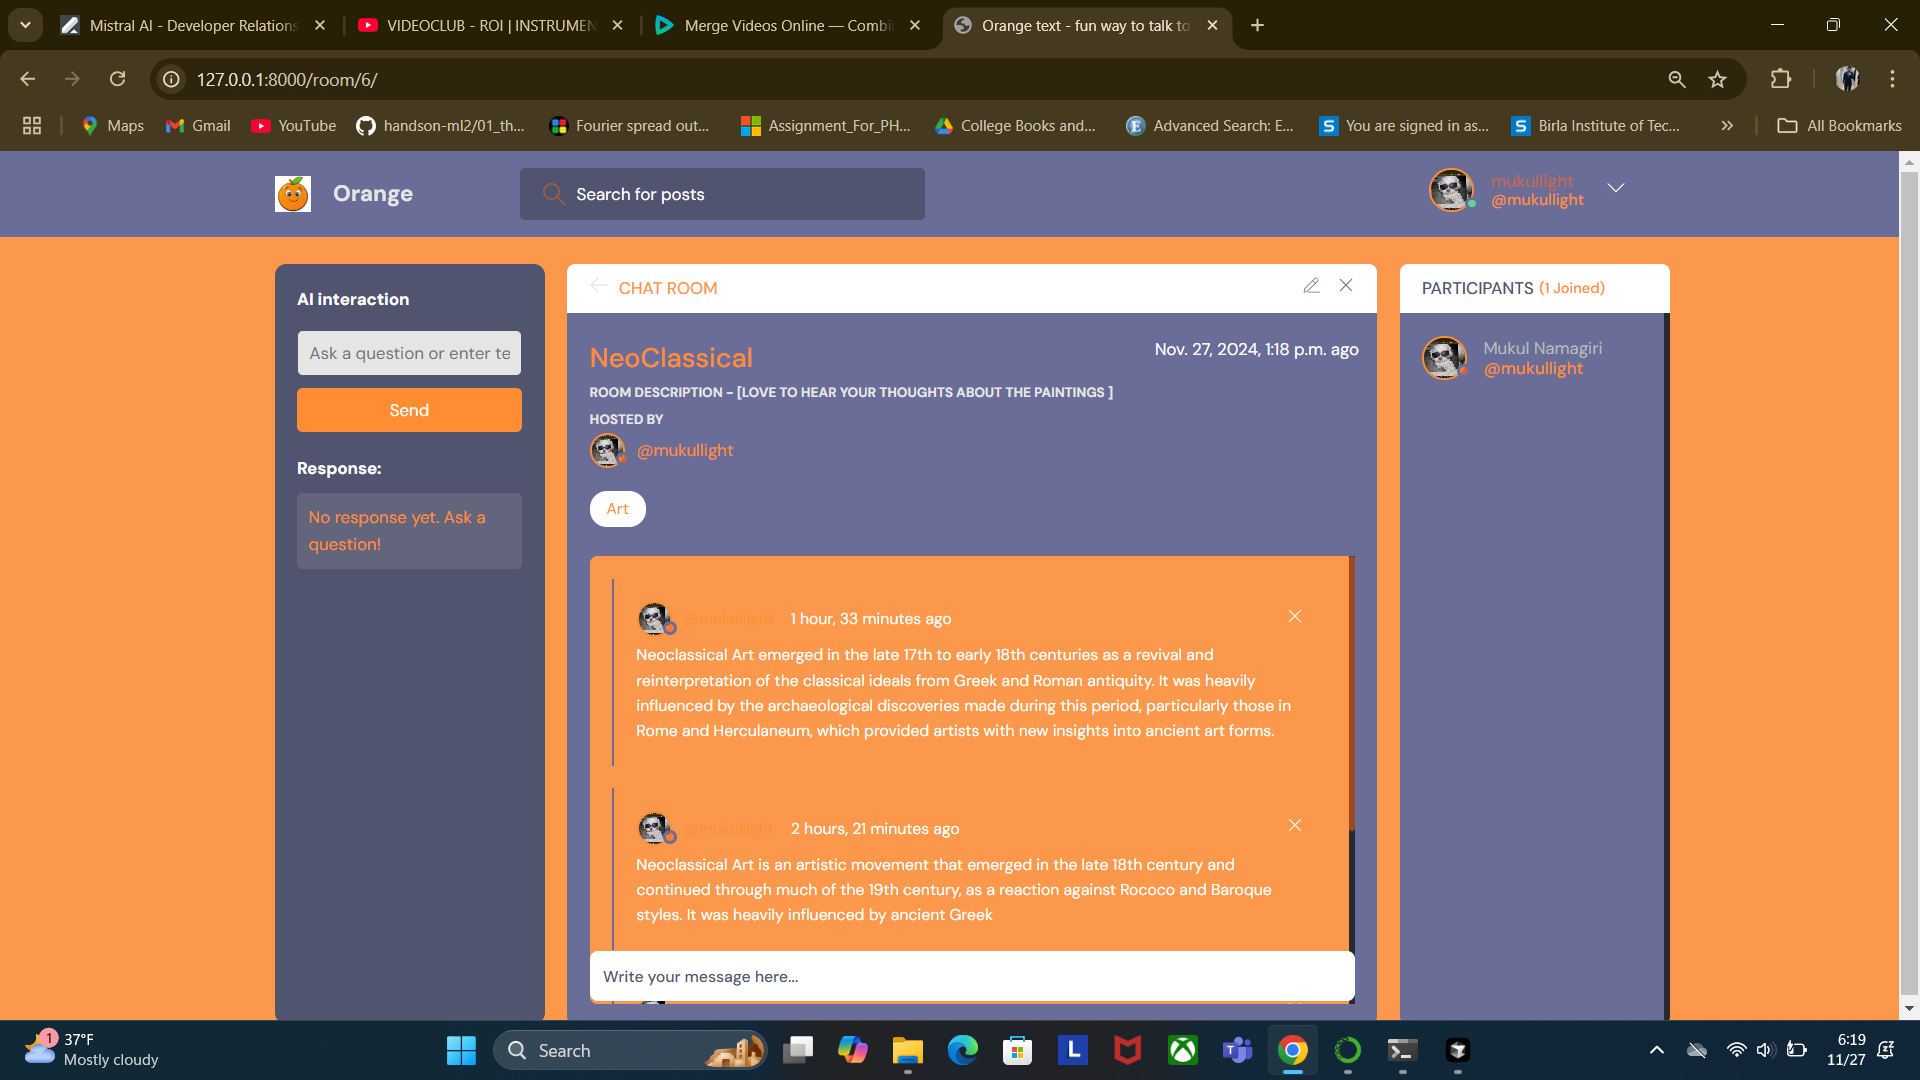 Mistral AI - Developer Relations
VIDEOCLUB - ROI | INSTRUMEN
Merge Videos Online — Combi
Orange text - fun way to talk to
127.0.0.1:8000/room/6/
Maps
Gmail
YouTube
handson-ml2/01_th...
Fourier spread out...
Assignment_For_PH...
College Books and...
Advanced Search: E...
You are signed in as...
Birla Institute of Tec...
All Bookmarks
Orange
Search for posts
mukullight
@mukullight
AI interaction
Ask a question or enter te
Send
Response:
No response yet. Ask a
question!
CHAT ROOM
NeoClassical
Nov. 27, 2024, 1:18 p.m. ago
ROOM DESCRIPTION - [LOVE TO HEAR YOUR THOUGHTS ABOUT THE PAINTINGS ]
HOSTED BY
@mukullight
Art
@mukullight 1 hour, 33 minutes ago
Neoclassical Art emerged in the late 17th to early 18th centuries as a revival and
reinterpretation of the classical ideals from Greek and Roman antiquity. It was heavily
influenced by the archaeological discoveries made during this period, particularly those in
Rome and Herculaneum, which provided artists with new insights into ancient art forms.
@mukullight 2 hours, 21 minutes ago
Neoclassical Art is an artistic movement that emerged in the late 18th century and
continued through much of the 19th century, as a reaction against Rococo and Baroque
styles. It was heavily influenced by ancient Greek
Write your message here...
PARTICIPANTS (1 Joined)
Mukul Namagiri
@mukullight
1
37°F
Mostly cloudy
Search
L
6:19
11/27